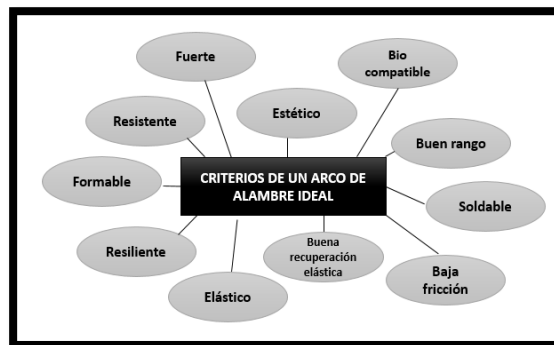 Fuerte
Bio
compatible
Estético
Resistente
Buen rango
CRITERIOS DE UN ARCO DE
ALAMBRE IDEAL
Formable
Soldable
Resiliente
Buena
recuperación
elástica
Baja
fricción
Elástico